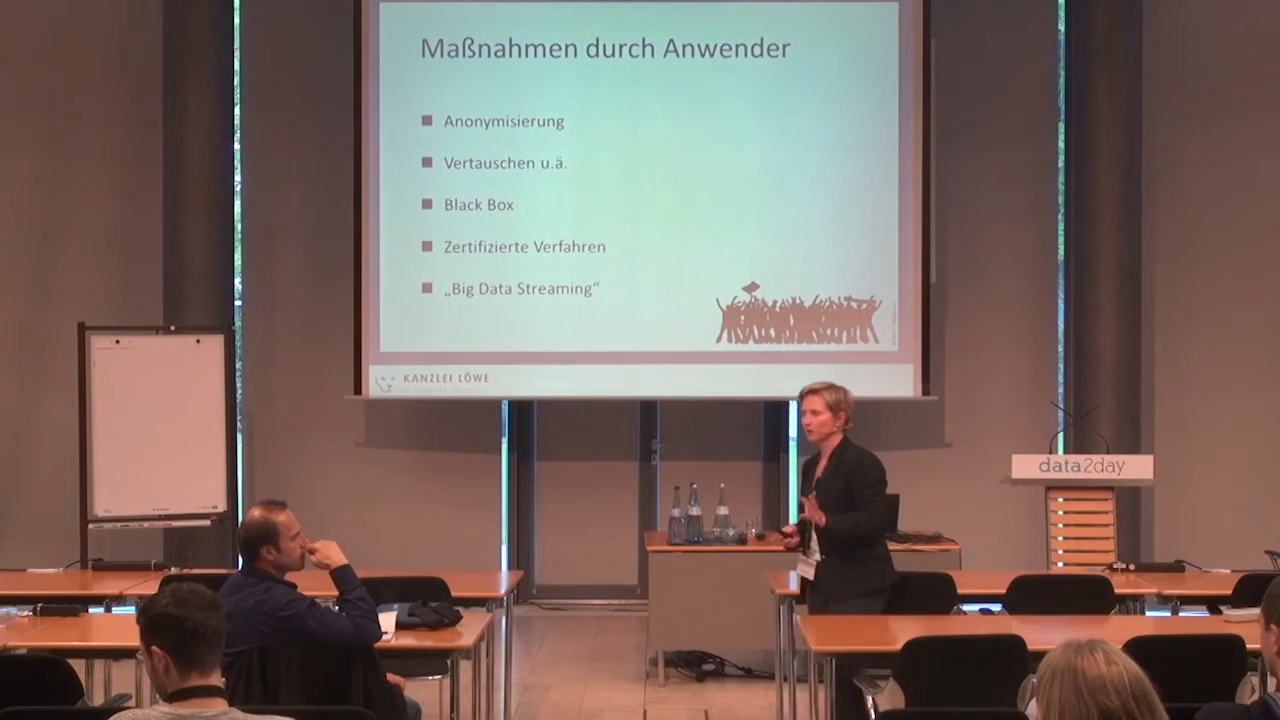 Maßnahmen durch Anwender
Anonymisierung
Vertauschen u.ä.
Black Box
Zertifizierte Verfahren
„Big Data Streaming“
KANZLEI LÖWE
data2day